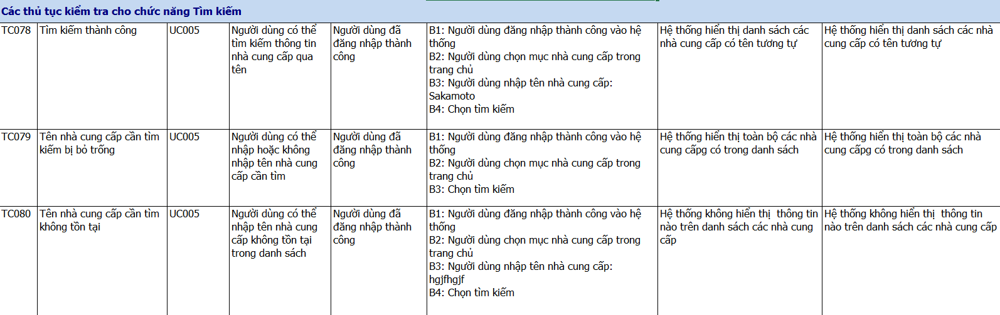 Các thủ tục kiểm tra cho chức năng Tìm kiếm
TC078
Tìm kiếm thành công
UC005
Người dùng có thể
tìm kiếm thông tin
nhà cung cấp qua
tên
Người dùng đã
đăng nhập thành
công
B1: Người dùng đăng nhập thành công vào hệ
thống
B2: Người dùng chọn mục nhà cung cấp trong
trang chủ
B3: Người dùng nhập tên nhà cung cấp:
Sakamoto
B4: Chọn tìm kiếm
Hệ thống hiển thị danh sách các
nhà cung cấp có tên tương tự
Hệ thống hiển thị danh sách các nhà
cung cấp có tên tương tự
TC079
Tên nhà cung cấp cần tìm
kiếm bị bỏ trống
UC005
Người dùng có thể
nhập hoặc không
nhập tên nhà cung
cấp cần tìm
Người dùng đã
đăng nhập thành
công
B1: Người dùng đăng nhập thành công vào hệ
thống
B2: Người dùng chọn mục nhà cung cấp trong
trang chủ
B3: Chọn tìm kiếm
Hệ thống hiển thị toàn bộ các nhà
cung cấpg có trong danh sách
Hệ thống hiển thị toàn bộ các nhà
cung cấpg có trong danh sách
TC080
Tên nhà cung cấp cần tìm
không tồn tại
UC005
Người dùng có thể
nhập tên nhà cung
cấp không tồn tại
trong danh sách
Người dùng đã
đăng nhập thành
công
B1: Người dùng đăng nhập thành công vào hệ
thống
B2: Người dùng chọn mục nhà cung cấp trong
trang chủ
B3: Người dùng nhập tên nhà cung cấp:
hgjfhgjf
B4: Chọn tìm kiếm
Hệ thống không hiển thị  thông tin
nào trên danh sách các nhà cung
cấp
Hệ thống không hiển thị  thông tin
nào trên danh sách các nhà cung cấp